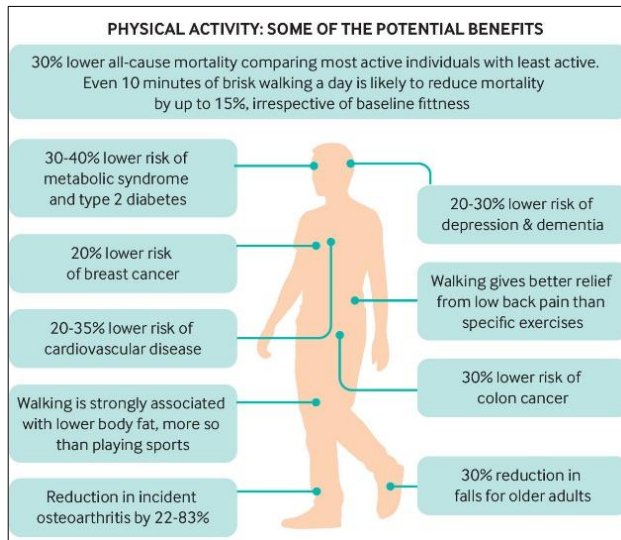 PHYSICAL ACTIVITY: SOME OF THE POTENTIAL BENEFITS
30% lower all-cause mortality comparing most active individuals with least active.
Even 10 minutes of brisk walking a day is likely to reduce mortality
by up to 15%, irrespective of baseline fittness
30-40% lower risk of
metabolic syndrome
and type 2 diabetes
20% lower risk
of breast cancer
20-35% lower risk of
cardiovascular disease
Walking is strongly associated
with lower body fat, more so
than playing sports
Reduction in incident
osteoarthritis by 22-83%
20-30% lower risk of
depression & dementia
Walking gives better relief
from low back pain than
specific exercises
30% lower risk of
colon cancer
30% reduction in
falls for older adults